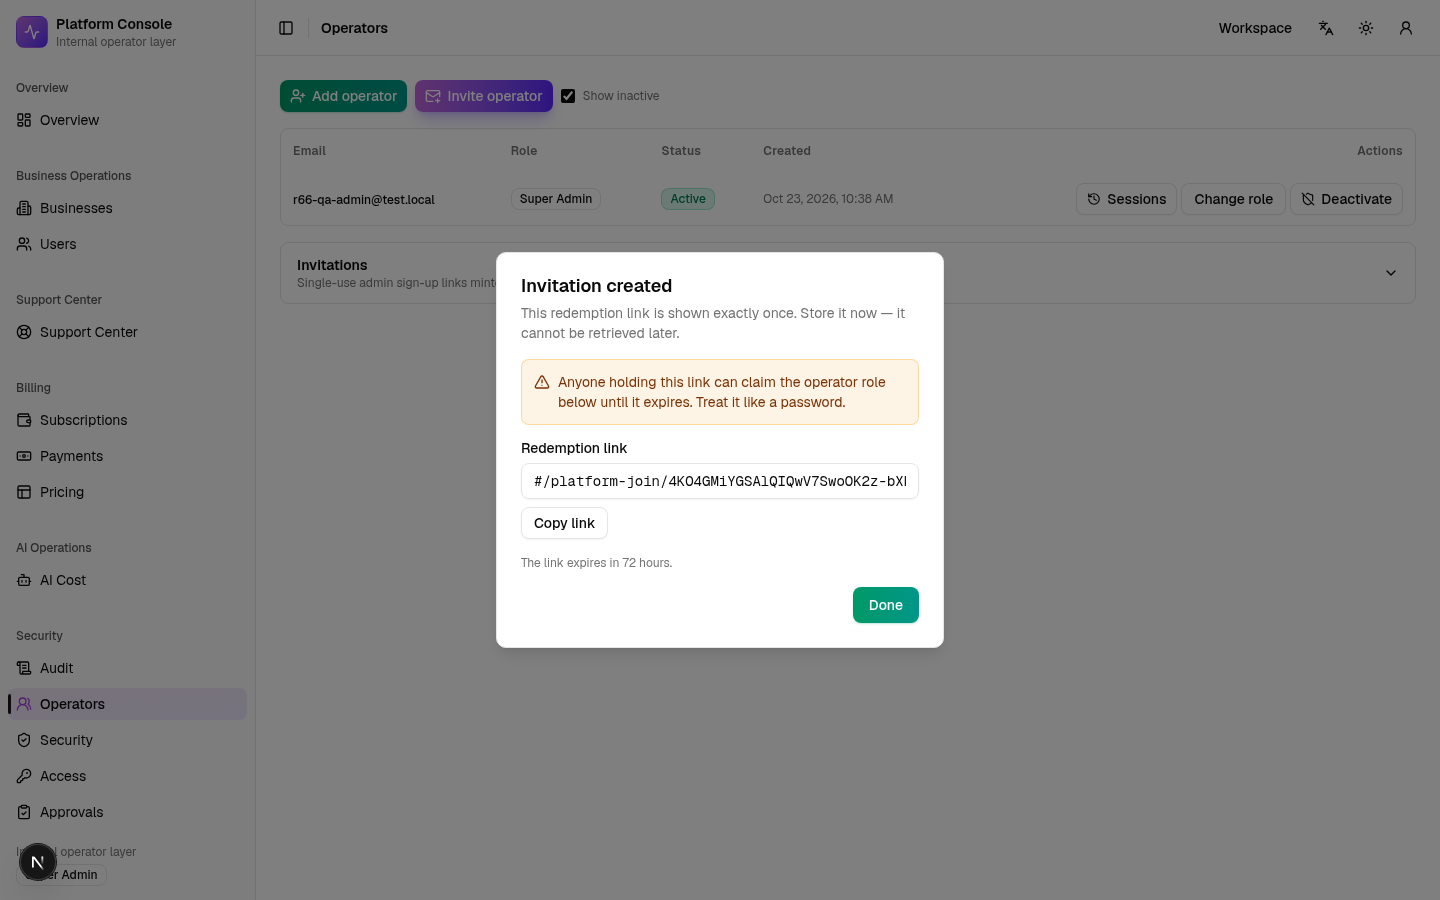 Platform Console
Internal operator layer
Overview
Overview
Business Operations
Businesses
Users
Support Center
Support Center
Billing
Subscriptions
Payments
Pricing
AI Operations
AI Cost
Security
Audit
Operators
Security
Access
Approvals
operator layer
Admin
N
Operators
Workspace
Add operator
Invite operator
Show inactive
Email Role Status Created Actions
r66-qa-admin@test.local Super Admin Active Oct 23, 2026, 10:38 AM Sessions Change role Deactivate
Invitations
Single-use admin sign-up links
Invitation created
This redemption link is shown exactly once. Store it now — it
cannot be retrieved later.
Anyone holding this link can claim the operator role
below until it expires. Treat it like a password.
Redemption link
#/platform-join/4KO4GMiYGSAlQIQwV7SwoOK2z-bX
Copy link
The link expires in 72 hours.
Done